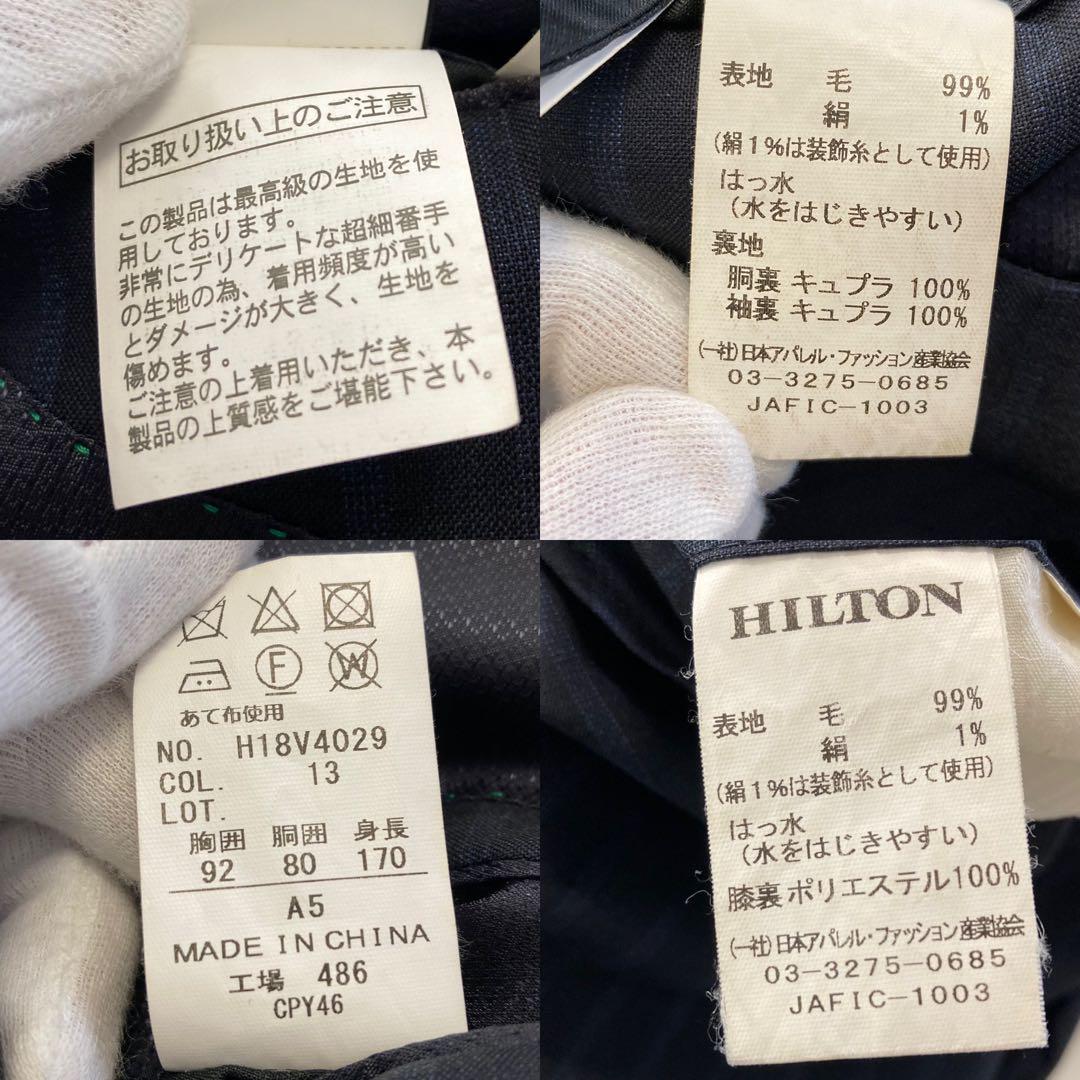 お取り扱い上のご注意
この製品は最高級の生地を使
用しております。
非常にデリケートな超細番手
の生地の為、着用頻度が高い
とダメージが大きく、生地を
傷めます。
ご注意の上着用いただき、本
製品の上質感をご堪能下さい。
表地 毛 99%
絹 1%
(絹1%は装飾糸として使用)
はっ水
(水をはじきやすい)
裏地
胴裏 キュプラ 100%
袖裏 キュプラ 100%
(一社)日本アパレル・ファッション産業協会
03-3275-0685
JAFIC-1003
F W
あて布使用
NO. H18V4029
COL. 13
LOT.
胸囲 胴囲 身長
92 80 170
A5
MADE IN CHINA
工場 486
CPY46
HILTON
表地 毛 99%
絹 1%
(絹1%は装飾糸として使用)
はっ水
(水をはじきやすい)
膝裏 ポリエステル100%
(一社)日本アパレル・ファッション産業協会
03-3275-0685
JAFIC-1003